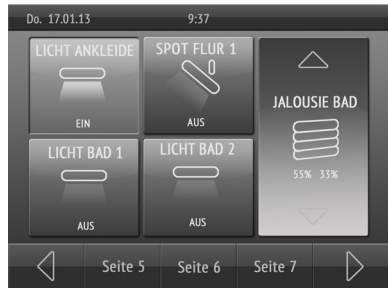 Do. 17.01.13
9:37
LICHT ANKLEIDE
EIN
SPOT FLUR 1
AUS
JALOUSIE BAD
55% 33%
LICHT BAD 1
AUS
LICHT BAD 2
AUS
Seite 5
Seite 6
Seite 7